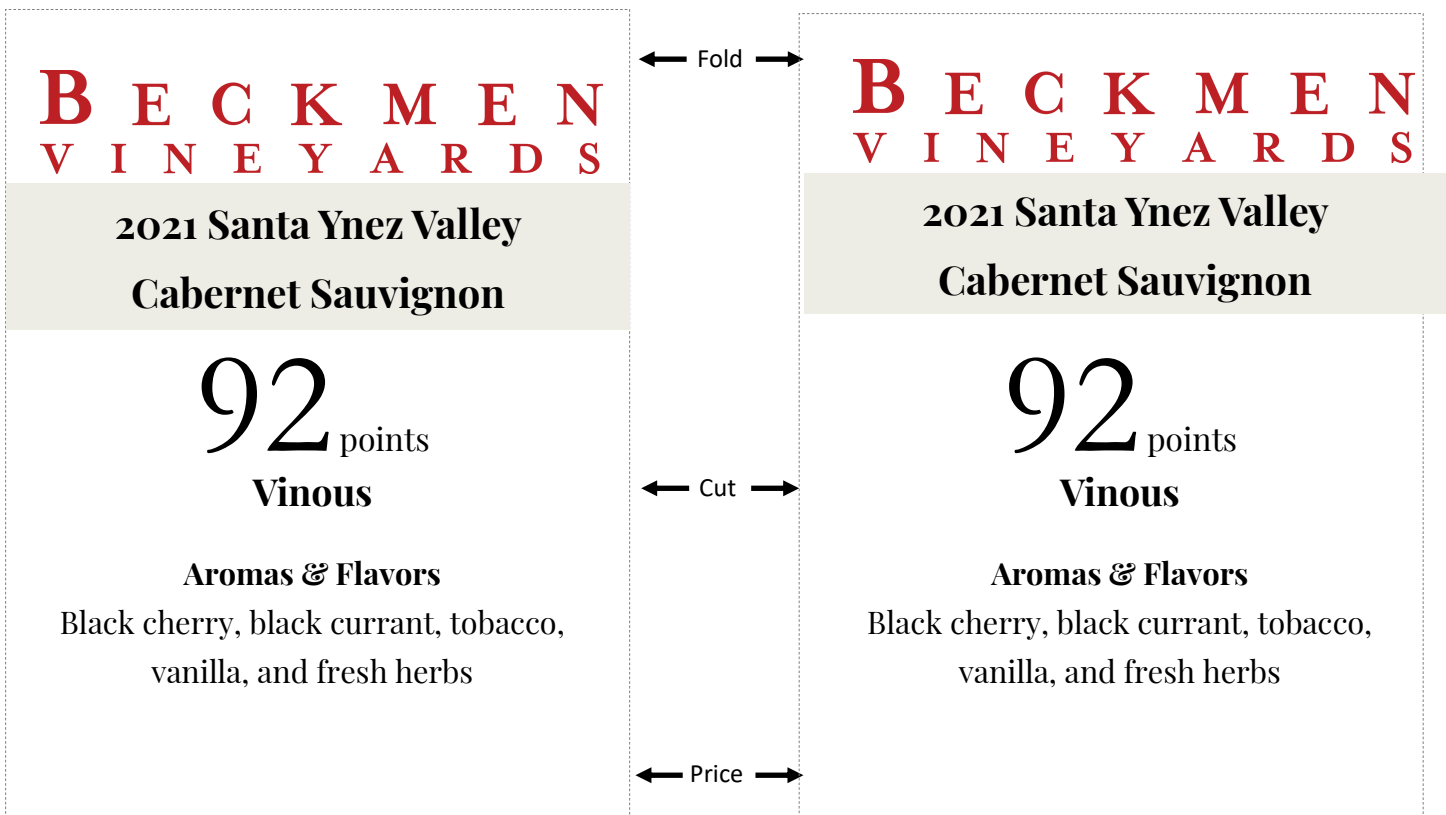 BECKMEN
VINEYARDS
2021 Santa Ynez Valley
Cabernet Sauvignon
92 points
Vinous
Aromas & Flavors
Black cherry, black currant, tobacco,
vanilla, and fresh herbs
Fold
Cut
Price
BECKMEN
VINEYARDS
2021 Santa Ynez Valley
Cabernet Sauvignon
92 points
Vinous
Aromas & Flavors
Black cherry, black currant, tobacco,
vanilla, and fresh herbs